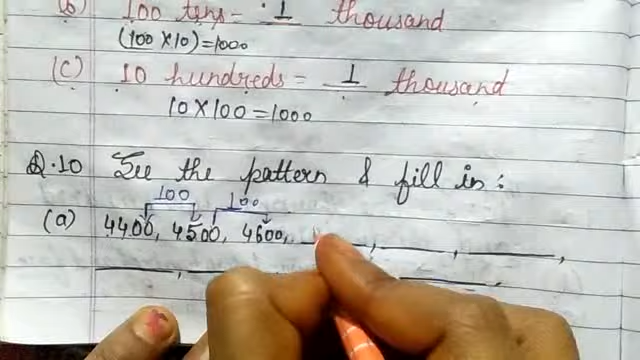 (b) 100 tens = 1 thousand
(100 × 10) = 1000
(c) 10 hundreds = 1 thousand
10 × 100 = 1000
Q.10 See the pattern & fill in :
100 100
(a) 4400, 4500, 4600,